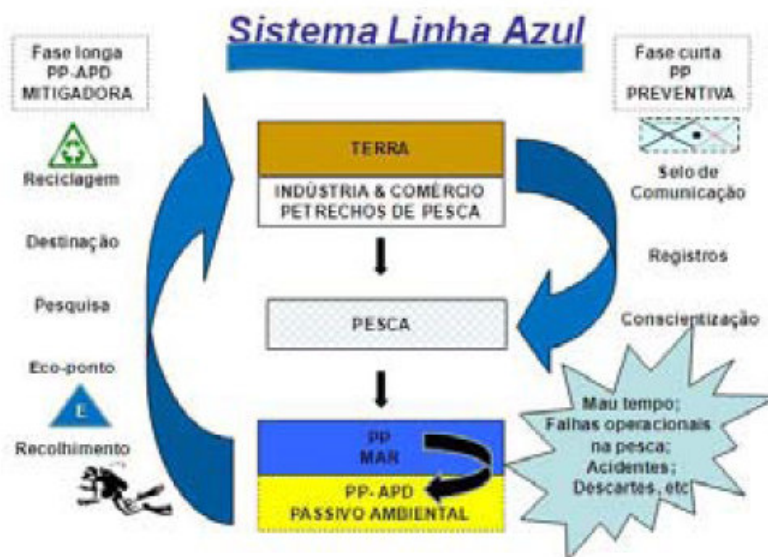 Sistema Linha Azul
Fase longa
PP-APD
MITIGADORA
Reciclagem
Destinação
Pesquisa
Eco-ponto
E
Recolhimento
TERRA
INDÚSTRIA & COMÉRCIO
PETRECHOS DE PESCA
PESCA
PP
MAR
PP- APD
PASSIVO AMBIENTAL
Fase curta
PP
PREVENTIVA
Selo de
Comunicação
Registros
Conscientização
Mau tempo;
Falhas operacionais
na pesca;
Acidentes;
Descartes, etc